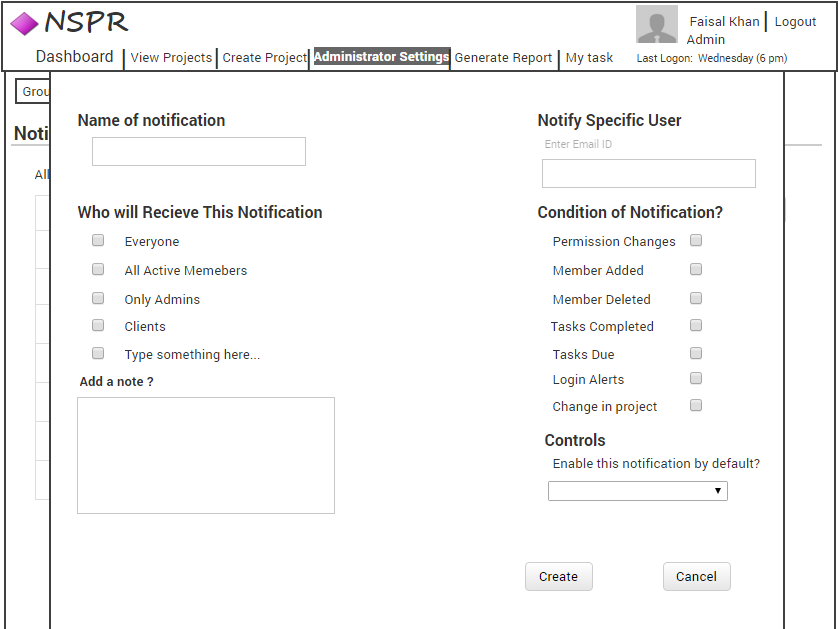 NSPR
Faisal Khan
Logout
Admin
Dashboard
View Projects
Create Project
Administrator Settings
Generate Report
My task
Last Logon: Wednesday (6 pm)
Grou
Noti
All
Name of notification
Notify Specific User
Enter Email ID
Who will Recieve This Notification
Everyone
All Active Memebers
Only Admins
Clients
Type something here...
Add a note ?
Condition of Notification?
Permission Changes
Member Added
Member Deleted
Tasks Completed
Tasks Due
Login Alerts
Change in project
Controls
Enable this notification by default?
Create
Cancel